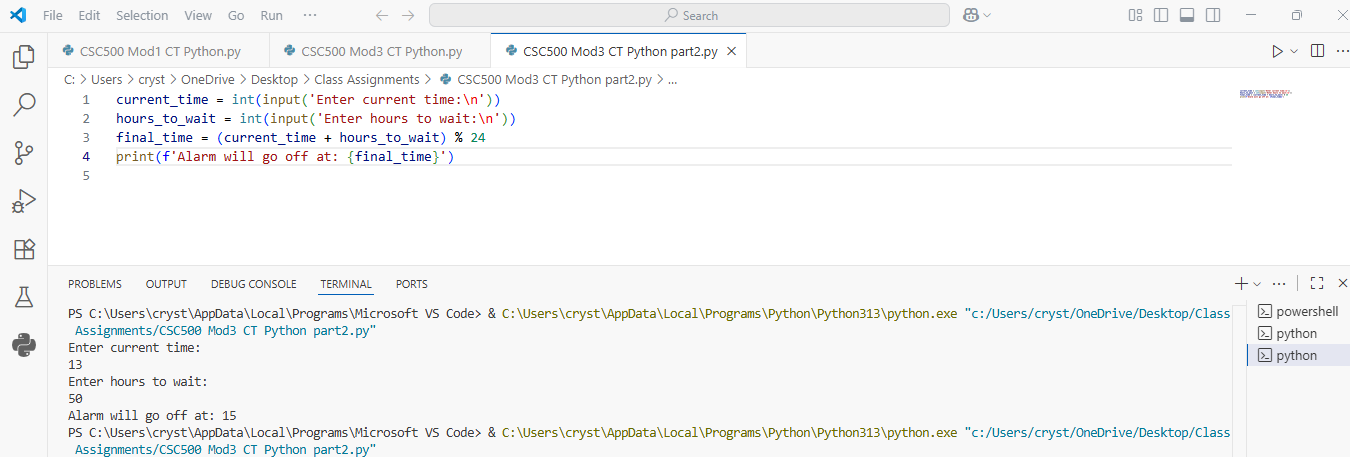 File Edit Selection View Go Run ··· Search
CSC500 Mod1 CT Python.py CSC500 Mod3 CT Python.py CSC500 Mod3 CT Python part2.py
C: > Users > cryst > OneDrive > Desktop > Class Assignments > CSC500 Mod3 CT Python part2.py > ...
1 current_time = int(input('Enter current time:\n'))
2 hours_to_wait = int(input('Enter hours to wait:\n'))
3 final_time = (current_time + hours_to_wait) % 24
4 print(f'Alarm will go off at: {final_time}')
5
PROBLEMS OUTPUT DEBUG CONSOLE TERMINAL PORTS
PS C:\Users\cryst\AppData\Local\Programs\Microsoft VS Code> & C:\Users\cryst\AppData\Local\Programs\Python\Python313\python.exe "c:/Users/cryst/OneDrive/Desktop/Class
Assignments/CSC500 Mod3 CT Python part2.py"
Enter current time:
13
Enter hours to wait:
50
Alarm will go off at: 15
PS C:\Users\cryst\AppData\Local\Programs\Microsoft VS Code> & C:\Users\cryst\AppData\Local\Programs\Python\Python313\python.exe "c:/Users/cryst/OneDrive/Desktop/Class
Assignments/CSC500 Mod3 CT Python part2.py"
powershell
python
python